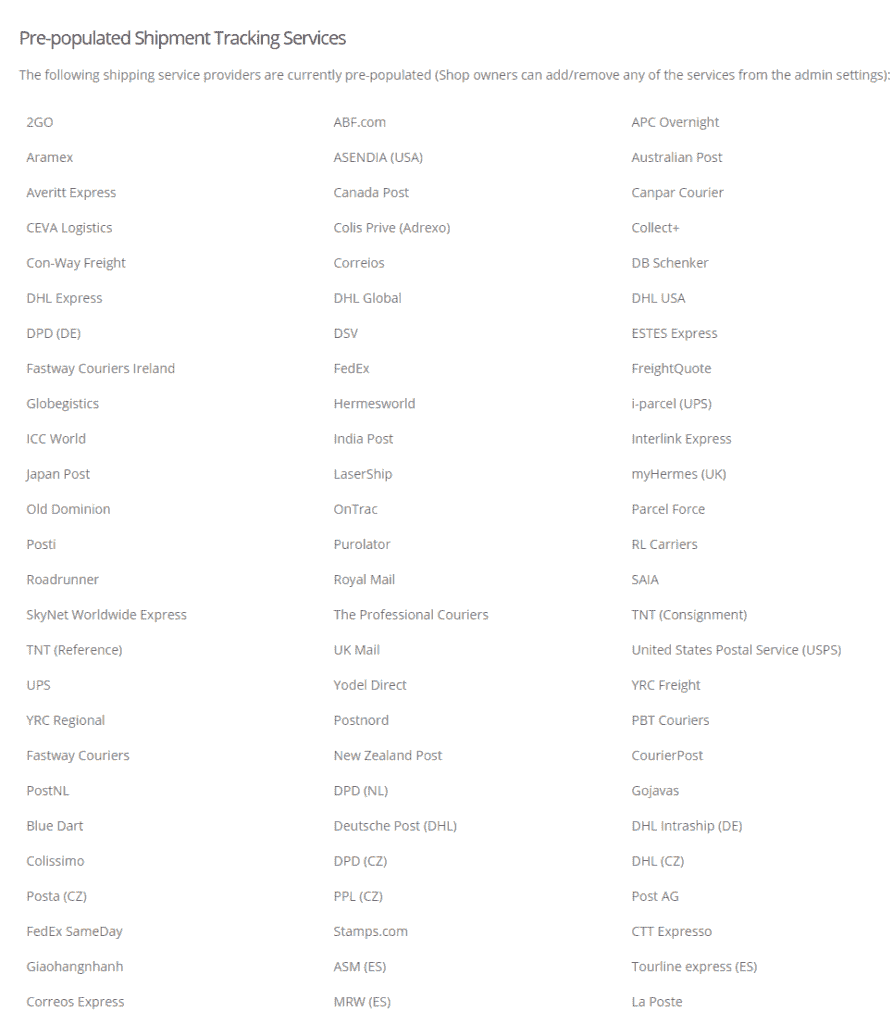 Pre-populated Shipment Tracking Services
The following shipping service providers are currently pre-populated (Shop owners can add/remove any of the services from the admin settings):
2GO ABF.com APC Overnight
Aramex ASENDIA (USA) Australian Post
Averitt Express Canada Post Canpar Courier
CEVA Logistics Colis Prive (Adrexo) Collect+
Con-Way Freight Correios DB Schenker
DHL Express DHL Global DHL USA
DPD (DE) DSV ESTES Express
Fastway Couriers Ireland FedEx FreightQuote
Globegistics Hermesworld i-parcel (UPS)
ICC World India Post Interlink Express
Japan Post LaserShip myHermes (UK)
Old Dominion OnTrac Parcel Force
Posti Purolator RL Carriers
Roadrunner Royal Mail SAIA
SkyNet Worldwide Express The Professional Couriers TNT (Consignment)
TNT (Reference) UK Mail United States Postal Service (USPS)
UPS Yodel Direct YRC Freight
YRC Regional Postnord PBT Couriers
Fastway Couriers New Zealand Post CourierPost
PostNL DPD (NL) Gojavas
Blue Dart Deutsche Post (DHL) DHL Intraship (DE)
Colissimo DPD (CZ) DHL (CZ)
Posta (CZ) PPL (CZ) Post AG
FedEx SameDay Stamps.com CTT Expresso
Giaohangnhanh ASM (ES) Tourline express (ES)
Correos Express MRW (ES) La Poste